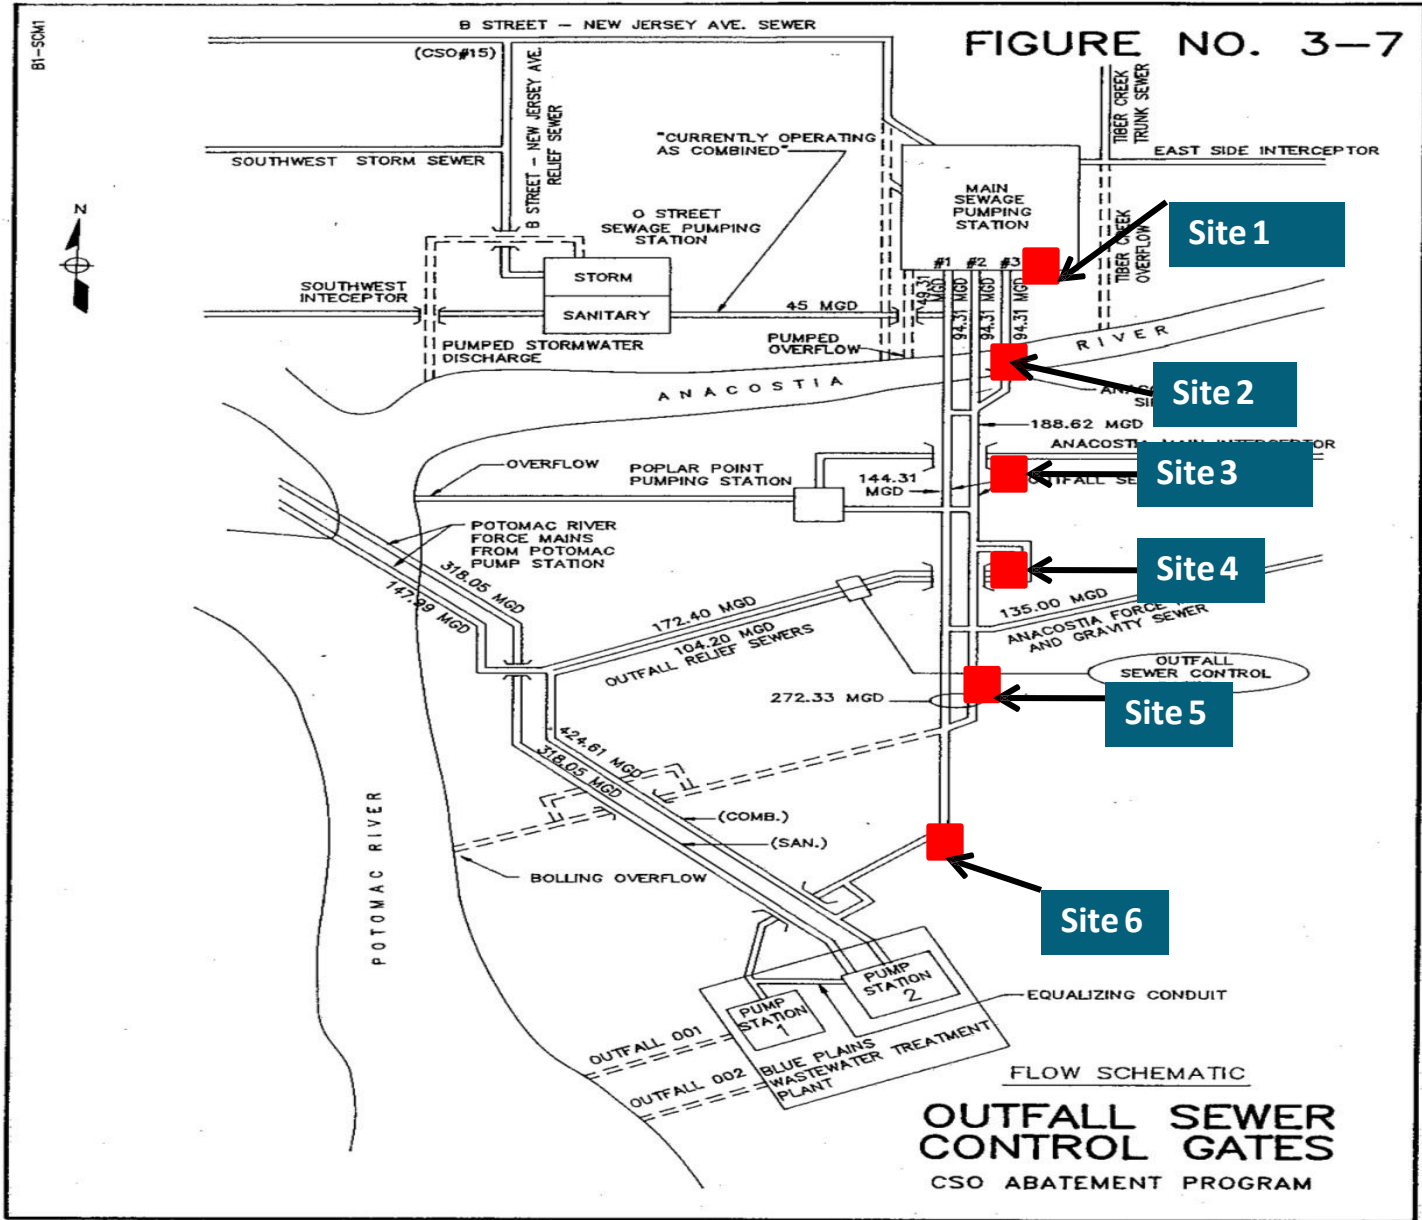 B1-SCM1
B STREET - NEW JERSEY AVE. SEWER
FIGURE NO. 3-7
(CSO#15)
B STREET - NEW JERSEY AVE.
RELIEF SEWER
TIBER CREEK
TRUNK SEWER
"CURRENTLY OPERATING
AS COMBINED"
SOUTHWEST STORM SEWER
EAST SIDE INTERCEPTOR
MAIN
SEWAGE
PUMPING
STATION
N
O STREET
SEWAGE PUMPING
STATION
Site 1
TIBER CREEK
OVERFLOW
#1 #2 #3
STORM
SANITARY
SOUTHWEST
INTECEPTOR
45 MGD
149.31
MGD
94.31 MGD
94.31 MGD
94.31 MGD
PUMPED STORMWATER
DISCHARGE
PUMPED
OVERFLOW
ANACOSTIA
RIVER
Site 2
188.62 MGD
ANACOSTIA MAIN INTERCEPTOR
OVERFLOW
POPLAR POINT
PUMPING STATION
144.31
MGD
OUTFALL
Site 3
POTOMAC RIVER
FORCE MAINS
FROM POTOMAC
PUMP STATION
318.05 MGD
147.89 MGD
Site 4
172.40 MGD
104.20 MGD
OUTFALL RELIEF SEWERS
135.00 MGD
ANACOSTIA FORCE
AND GRAVITY SEWER
OUTFALL
SEWER CONTROL
272.33 MGD
Site 5
424.61 MGD
318.05 MGD
(COMB.)
(SAN.)
POTOMAC RIVER
BOLLING OVERFLOW
Site 6
PUMP
STATION
2
PUMP
STATION
1
EQUALIZING CONDUIT
OUTFALL 001
OUTFALL 002
BLUE PLAINS
WASTEWATER TREATMENT
PLANT
FLOW SCHEMATIC
OUTFALL SEWER
CONTROL GATES
CSO ABATEMENT PROGRAM